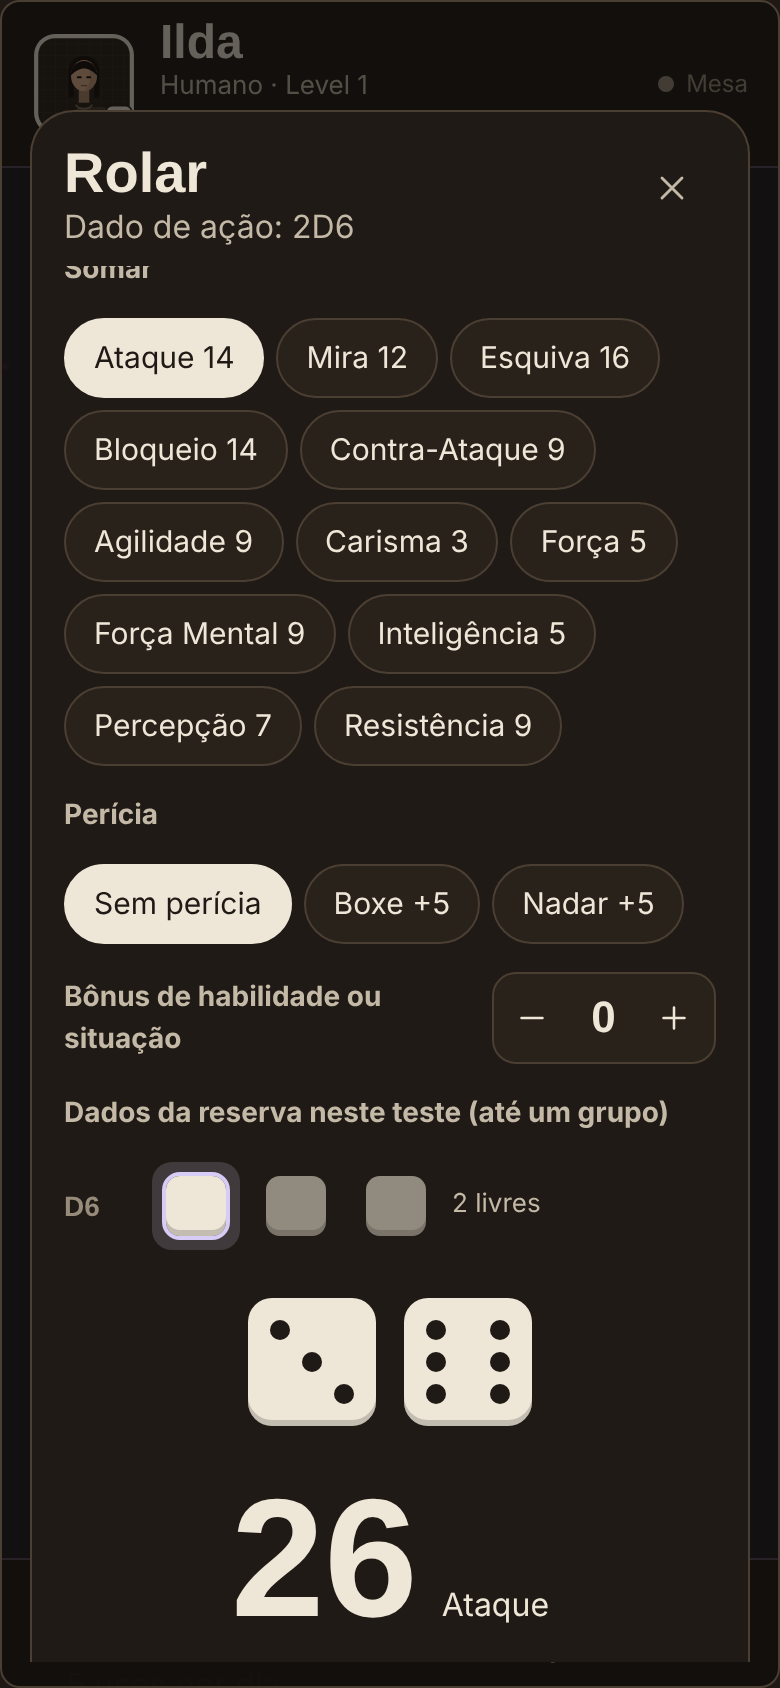 Ilda
Humano · Level 1
Mesa
Rolar
Dado de ação: 2D6
Somar
Ataque 14
Mira 12
Esquiva 16
Bloqueio 14
Contra-Ataque 9
Agilidade 9
Carisma 3
Força 5
Força Mental 9
Inteligência 5
Percepção 7
Resistência 9
Perícia
Sem perícia
Boxe +5
Nadar +5
Bônus de habilidade ou
situação
− 0 +
Dados da reserva neste teste (até um grupo)
D6
2 livres
26 Ataque